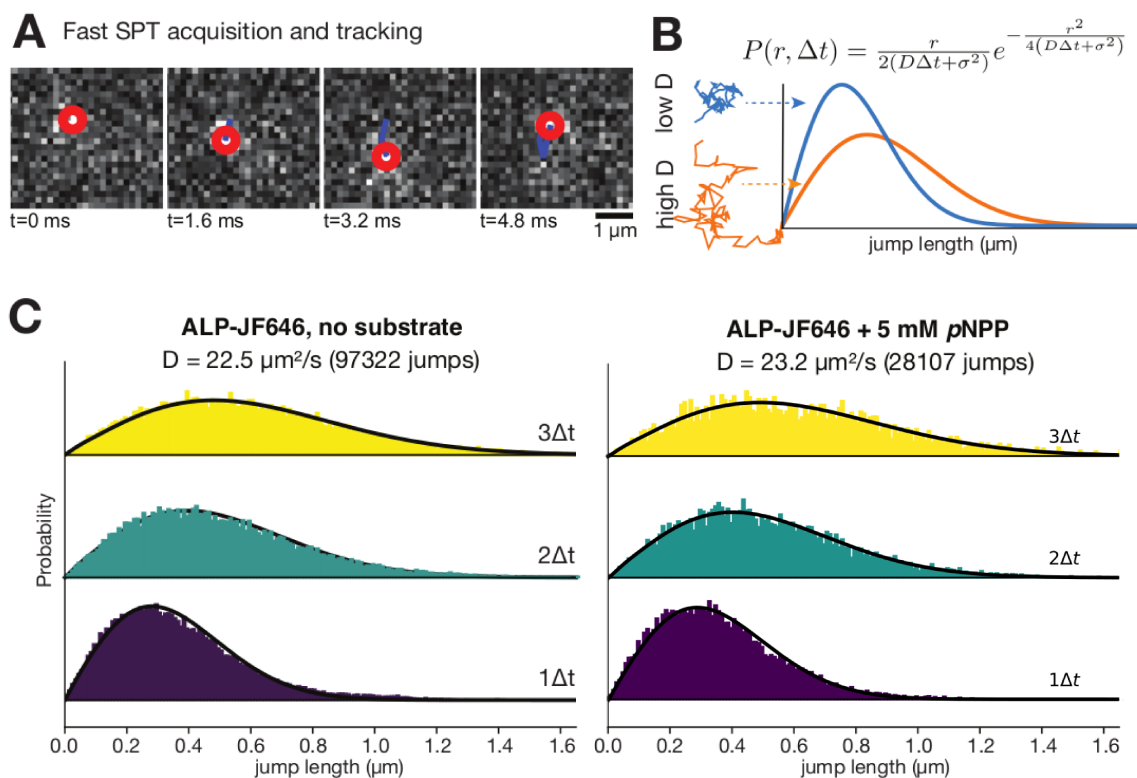 A Fast SPT acquisition and tracking
t=0 ms t=1.6 ms t=3.2 ms t=4.8 ms
1 μm
B
P(r, Δt) = r/2(DΔt+σ²) e^−r²/4(DΔt+σ²)
low D
high D
jump length (μm)
C
ALP-JF646, no substrate
D = 22.5 μm²/s (97322 jumps)
3Δt
2Δt
1Δt
Probability
0.0 0.2 0.4 0.6 0.8 1.0 1.2 1.4 1.6
jump length (μm)
ALP-JF646 + 5 mM pNPP
D = 23.2 μm²/s (28107 jumps)
3Δt
2Δt
1Δt
0.0 0.2 0.4 0.6 0.8 1.0 1.2 1.4 1.6
jump length (μm)